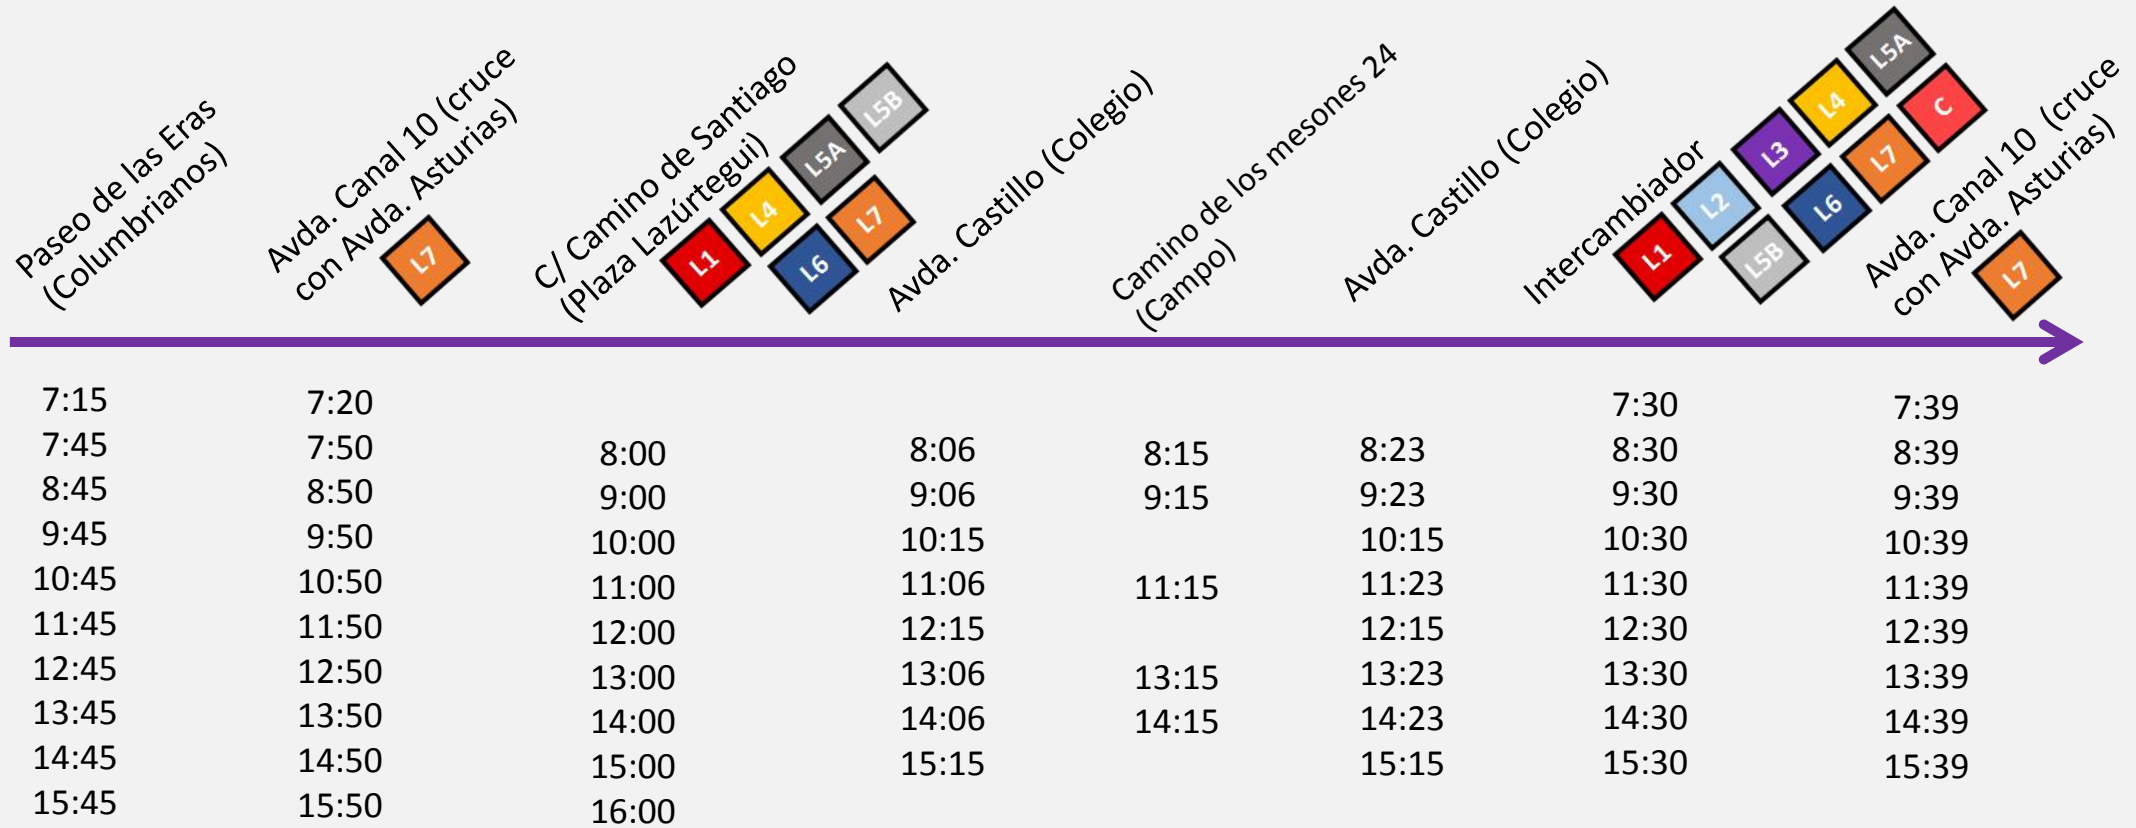 Paseo de las Eras
(Columbrianos)
Avda. Canal 10 (cruce
con Avda. Asturias)
L7
C/ Camino de Santiago
(Plaza Lazúrtegui)
L1
L4
L5A
L5B
L6
L7
Avda. Castillo (Colegio)
Camino de los mesones 24
(Campo)
Avda. Castillo (Colegio)
Intercambiador
L1
L2
L3
L4
L5A
L5B
L6
L7
C
Avda. Canal 10 (cruce
con Avda. Asturias)
L7
7:15 7:20 7:30 7:39
7:45 7:50 8:00 8:06 8:15 8:23 8:30 8:39
8:45 8:50 9:00 9:06 9:15 9:23 9:30 9:39
9:45 9:50 10:00 10:15 10:15 10:30 10:39
10:45 10:50 11:00 11:06 11:15 11:23 11:30 11:39
11:45 11:50 12:00 12:15 12:15 12:30 12:39
12:45 12:50 13:00 13:06 13:15 13:23 13:30 13:39
13:45 13:50 14:00 14:06 14:15 14:23 14:30 14:39
14:45 14:50 15:00 15:15 15:15 15:30 15:39
15:45 15:50 16:00